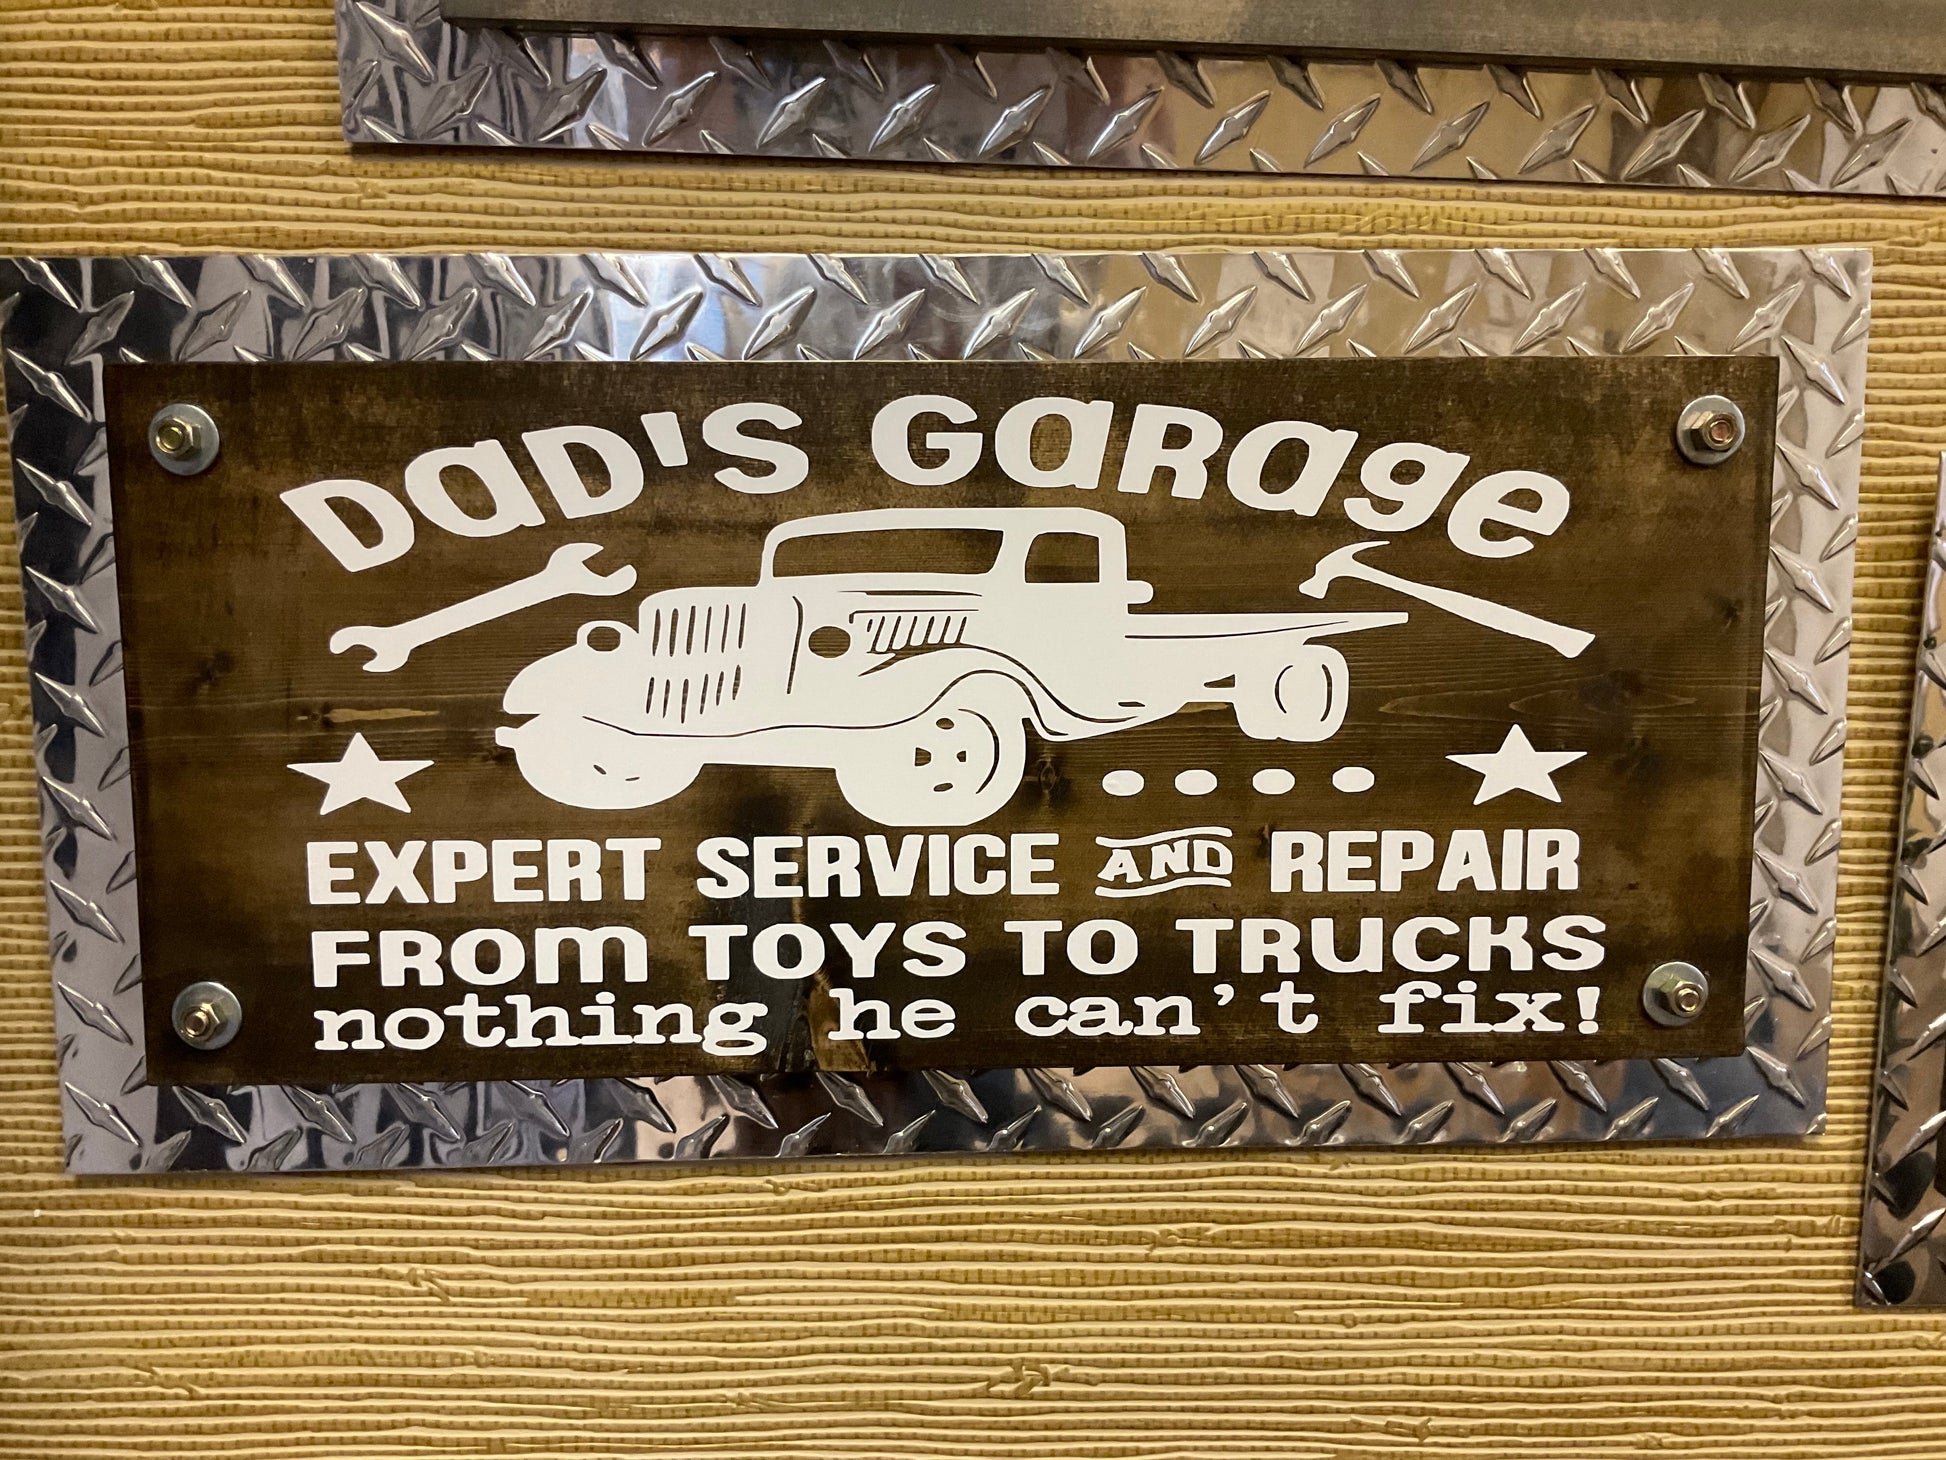 Dad's Garage
EXPERT SERVICE AND REPAIR
FROM TOYS TO TRUCKS
nothing he can't fix!